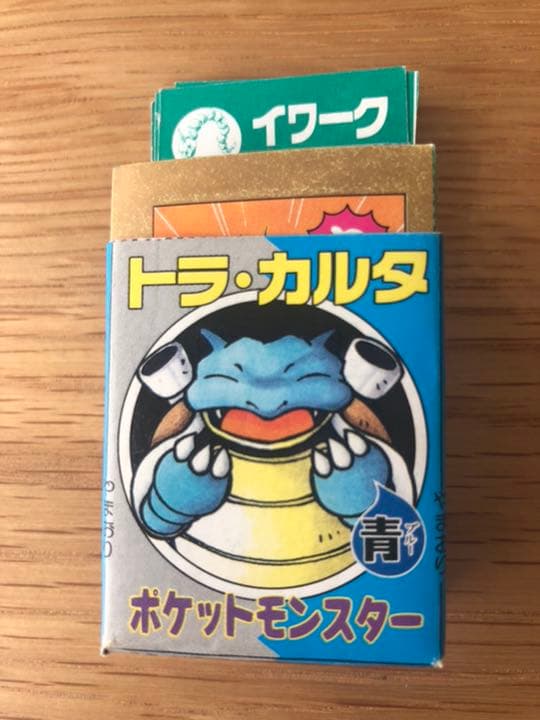 イワーク
トラ・カルタ
青
ブルー
ポケットモンスター